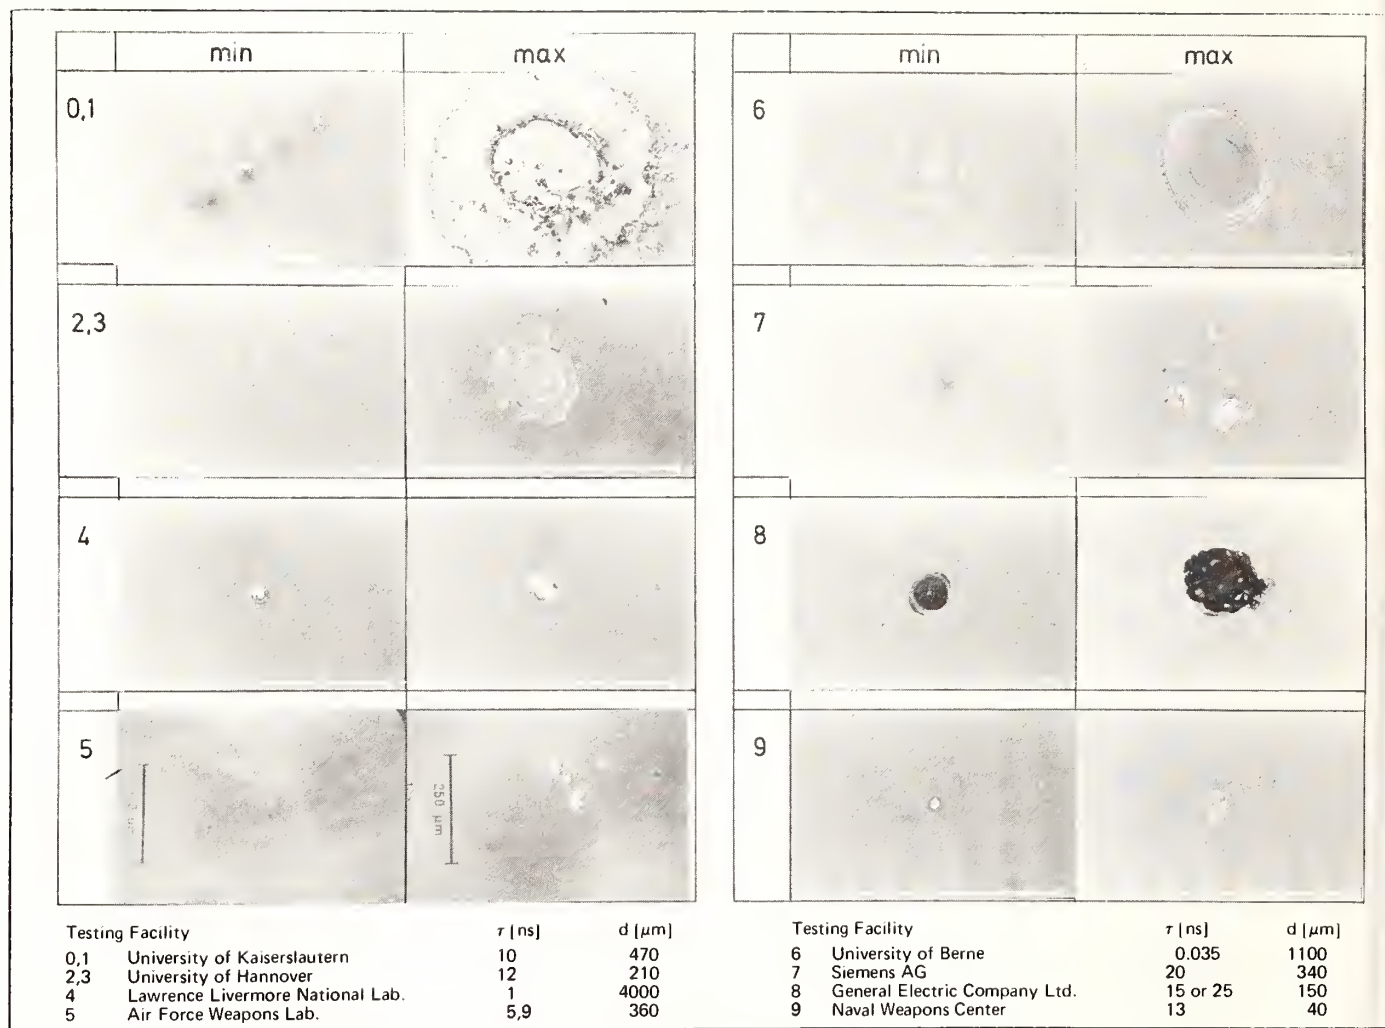 min max
0,1
2,3
4
5
250 μm
min max
6
7
8
9
Testing Facility τ [ns] d [μm]
0,1 University of Kaiserslautern 10 470
2,3 University of Hannover 12 210
4 Lawrence Livermore National Lab. 1 4000
5 Air Force Weapons Lab. 5,9 360
Testing Facility τ [ns] d [μm]
6 University of Berne 0.035 1100
7 Siemens AG 20 340
8 General Electric Company Ltd. 15 or 25 150
9 Naval Weapons Center 13 40